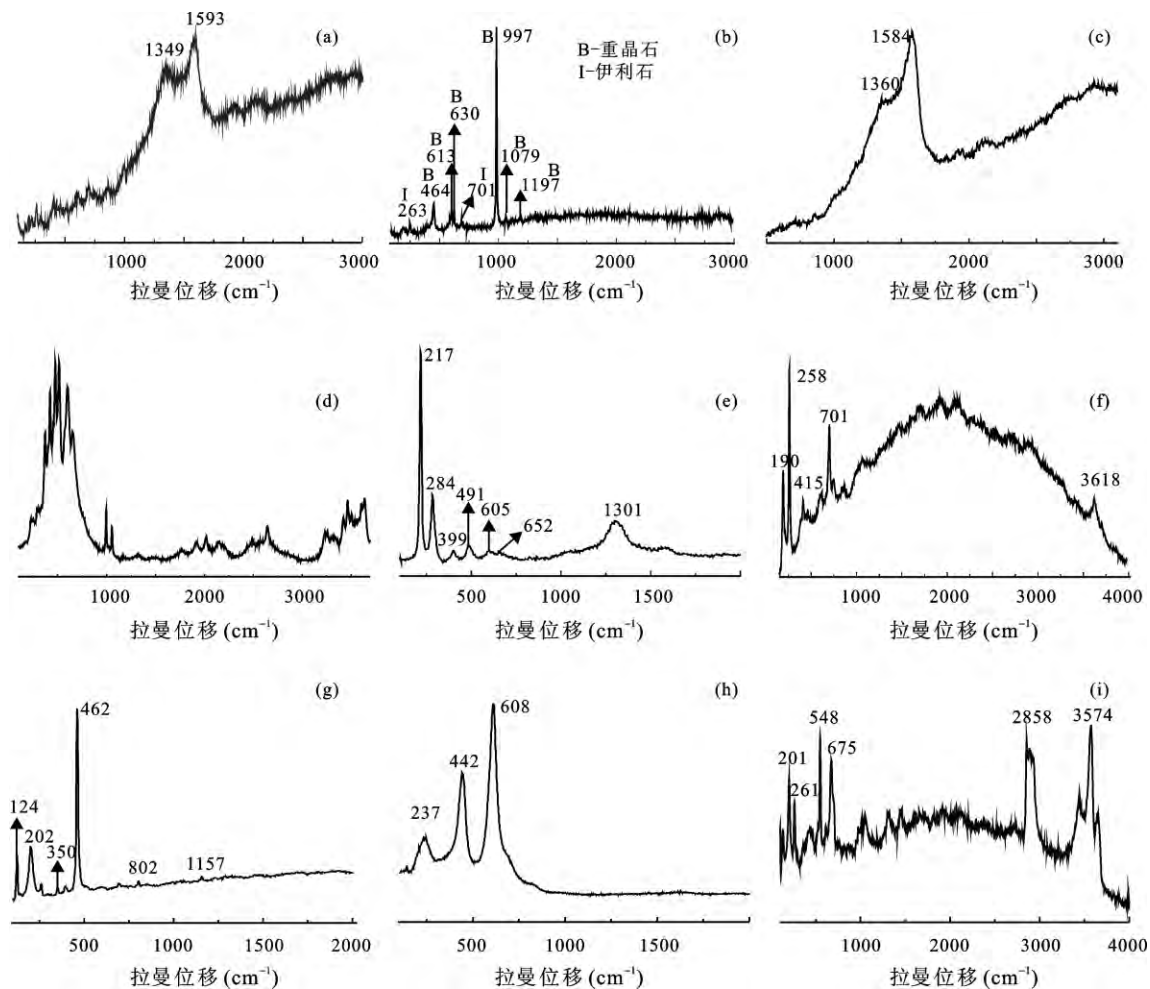 1349
1593
(a)
1000
2000
3000
拉曼位移 (cm⁻¹)
B 997
(b)
B-重晶石
I-伊利石
B
630
B
613
B
464
I
263
I
701
B
1079
B
1197
1000
2000
3000
拉曼位移 (cm⁻¹)
1584
1360
(c)
1000
2000
3000
拉曼位移 (cm⁻¹)
(d)
1000
2000
3000
拉曼位移 (cm⁻¹)
217
(e)
284
399
491
605
652
1301
500
1000
1500
拉曼位移 (cm⁻¹)
258
(f)
701
190
415
3618
1000
2000
3000
4000
拉曼位移 (cm⁻¹)
(g)
462
124
202
350
802
1157
500
1000
1500
2000
拉曼位移 (cm⁻¹)
(h)
608
442
237
500
1000
1500
拉曼位移 (cm⁻¹)
(i)
548
2858
3574
201
675
261
1000
2000
3000
4000
拉曼位移 (cm⁻¹)